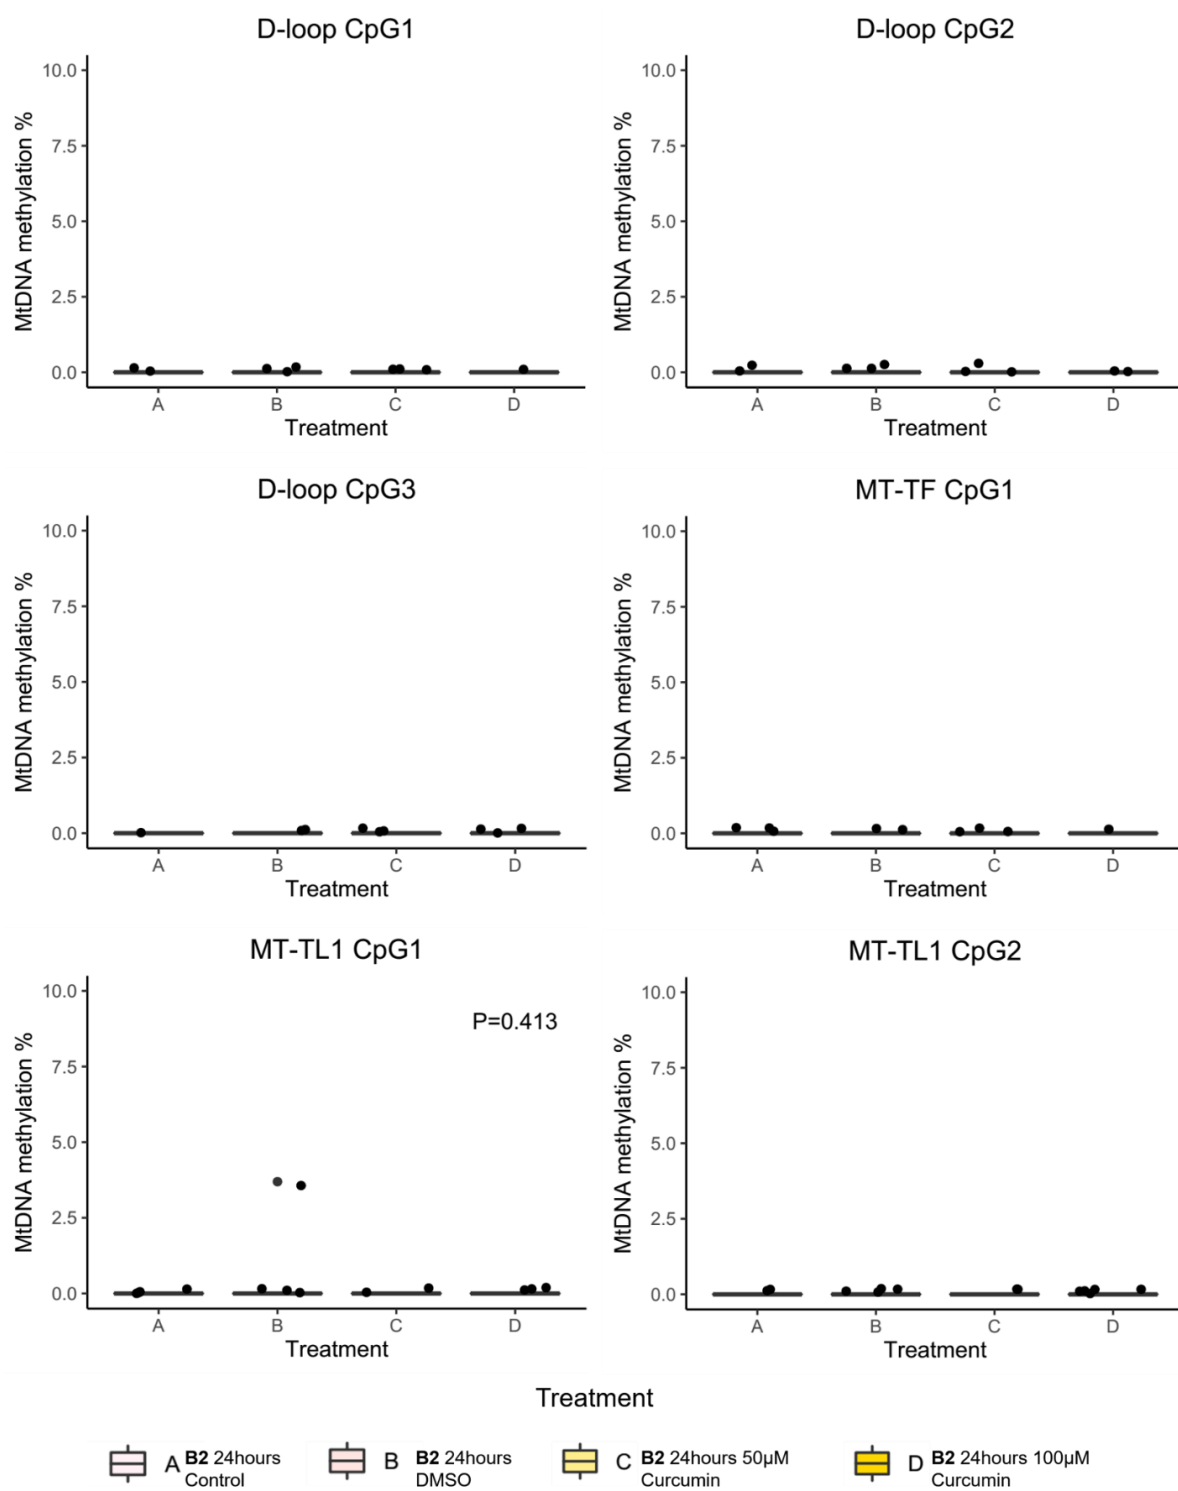 D-loop CpG1
D-loop CpG2
MtDNA methylation %
10.0
7.5
5.0
2.5
0.0
A B C D
Treatment
MtDNA methylation %
10.0
7.5
5.0
2.5
0.0
A B C D
Treatment
D-loop CpG3
MT-TF CpG1
MtDNA methylation %
10.0
7.5
5.0
2.5
0.0
A B C D
Treatment
MtDNA methylation %
10.0
7.5
5.0
2.5
0.0
A B C D
Treatment
MT-TL1 CpG1
MT-TL1 CpG2
MtDNA methylation %
10.0
7.5
5.0
2.5
0.0
P=0.413
A B C D
Treatment
MtDNA methylation %
10.0
7.5
5.0
2.5
0.0
A B C D
Treatment
Treatment
A B2 24hours
Control
B B2 24hours
DMSO
C B2 24hours 50µM
Curcumin
D B2 24hours 100µM
Curcumin